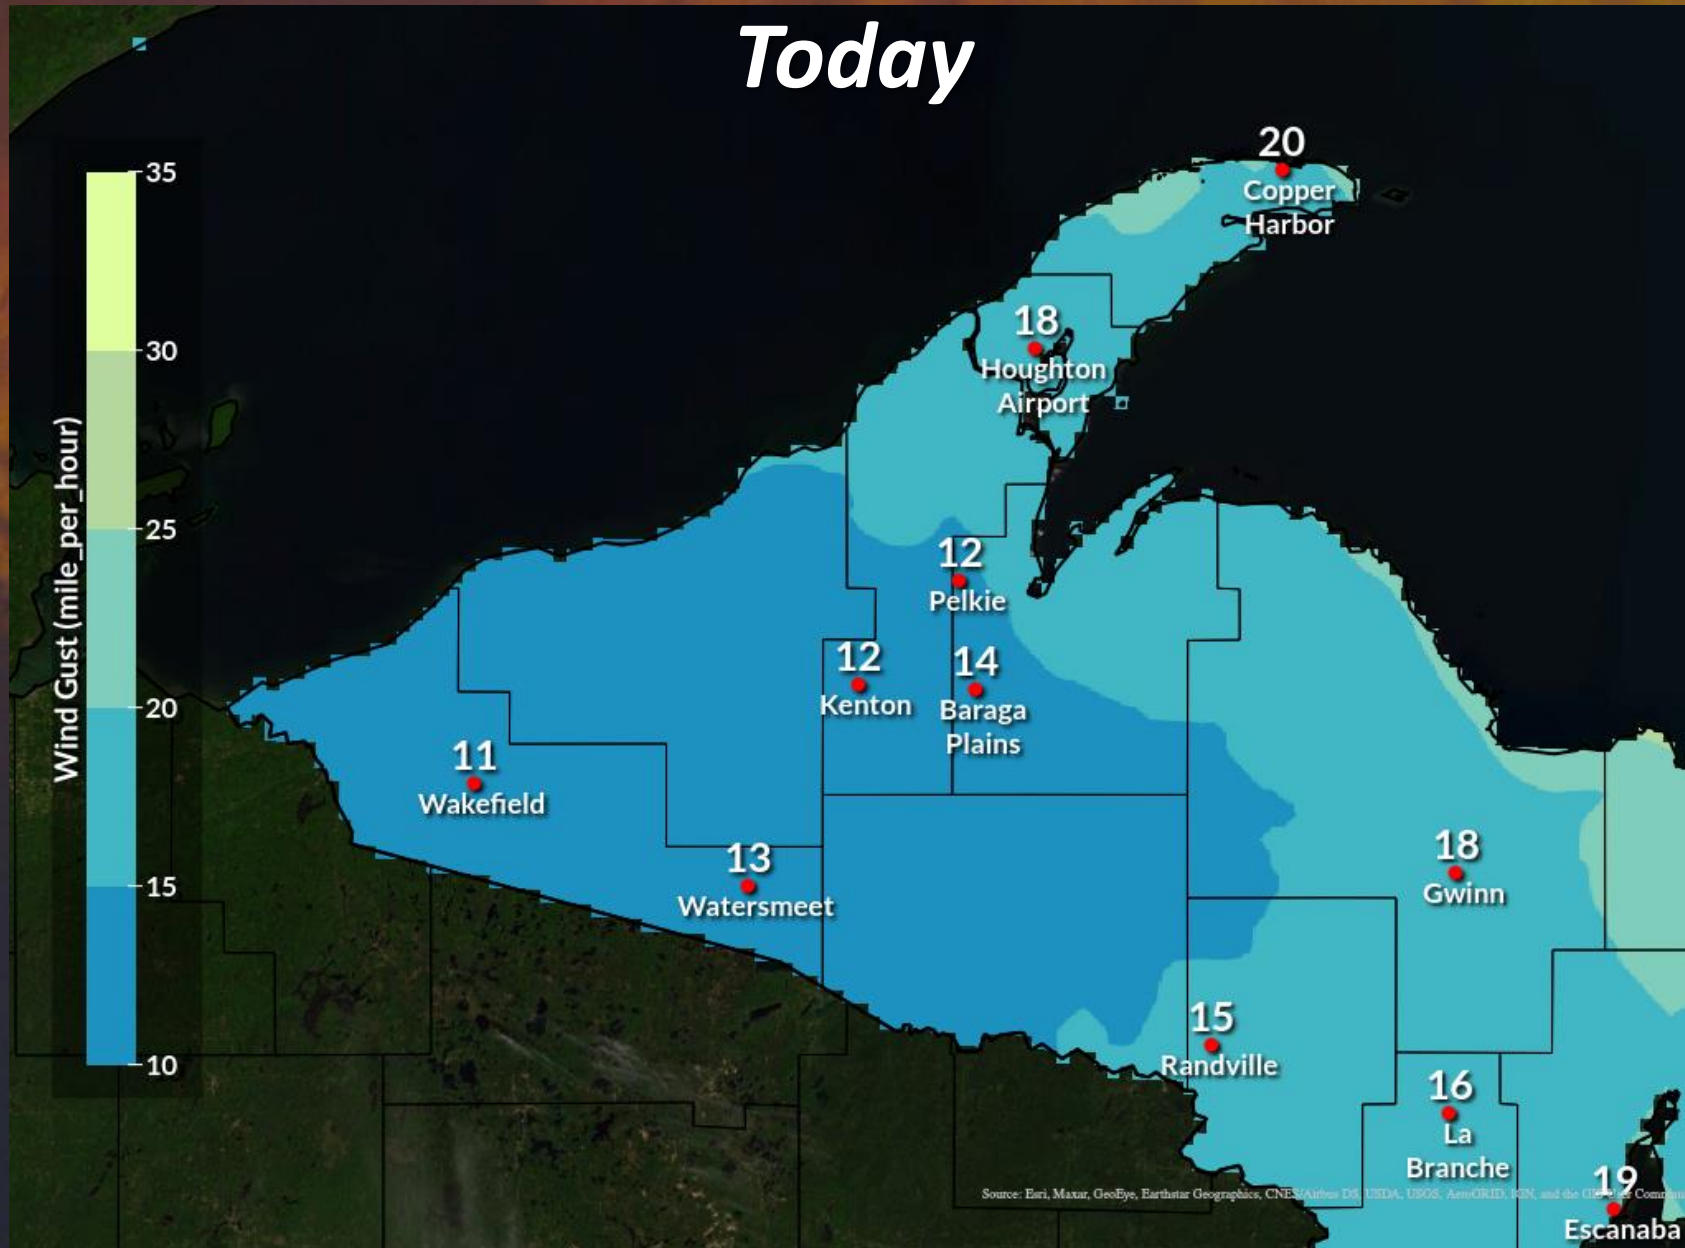 Today
35
30
25
20
15
10
Wind Gust (mile_per_hour)
20
Copper
Harbor
18
Houghton
Airport
12
Pelkie
12
Kenton
14
Baraga
Plains
11
Wakefield
13
Watersmeet
18
Gwinn
15
Randville
16
La
Branche
19
Escanaba
Source: Esri, Maxar, GeoEye, Earthstar Geographics, CNES/Airbus DS, USDA, USGS, AeroGRID, IGN, and the GIS User Commun